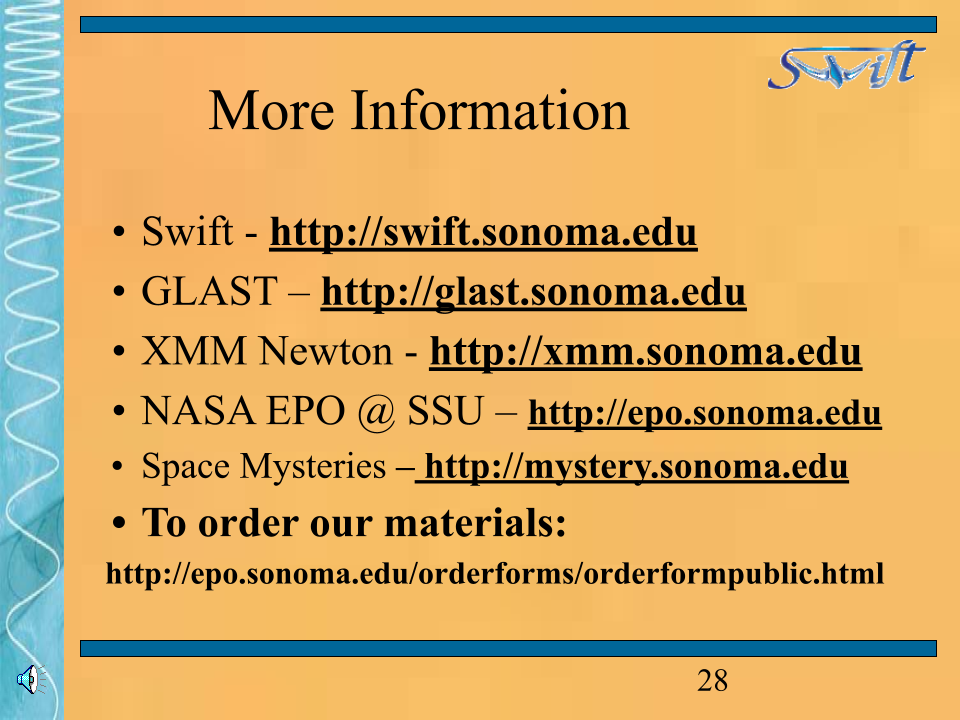 Swift
More Information
• Swift - http://swift.sonoma.edu
• GLAST – http://glast.sonoma.edu
• XMM Newton - http://xmm.sonoma.edu
• NASA EPO @ SSU – http://epo.sonoma.edu
• Space Mysteries – http://mystery.sonoma.edu
• To order our materials:
http://epo.sonoma.edu/orderforms/orderformpublic.html
28